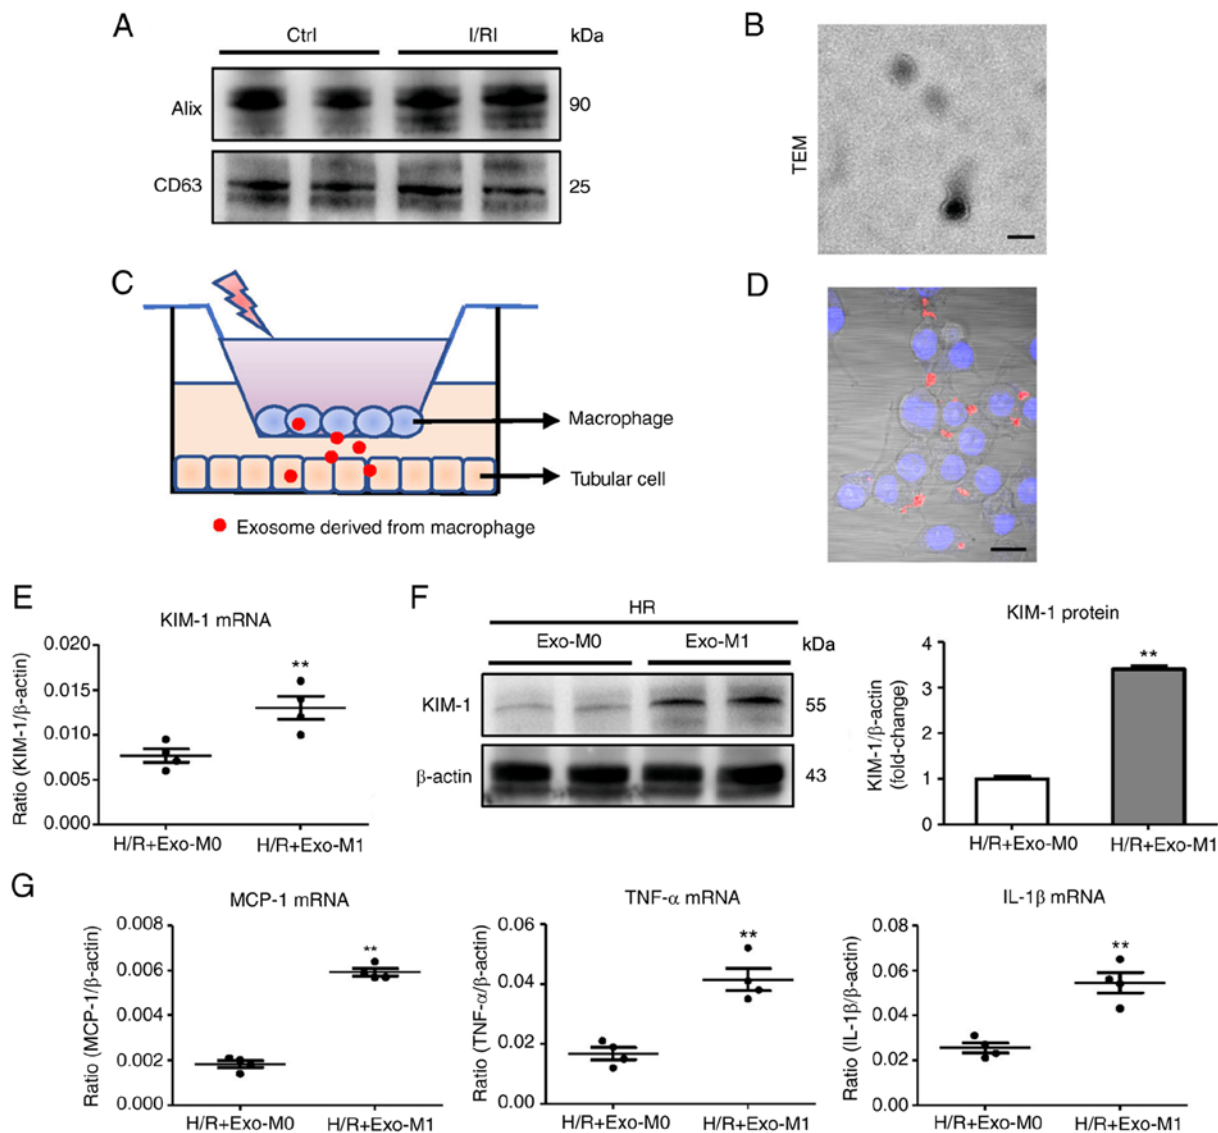 A
Ctrl I/RI kDa
Alix 90
CD63 25
B
TEM
C
Macrophage
Tubular cell
Exosome derived from macrophage
D
E
KIM-1 mRNA
Ratio (KIM-1/β-actin)
0.020
0.015
0.010
0.005
0.000
**
H/R+Exo-M0 H/R+Exo-M1
F
HR
Exo-M0 Exo-M1 kDa
KIM-1 55
β-actin 43
KIM-1 protein
KIM-1/β-actin
(fold-change)
4
3
2
1
0
**
H/R+Exo-M0 H/R+Exo-M1
G
MCP-1 mRNA
Ratio (MCP-1/β-actin)
0.008
0.006
0.004
0.002
0.000
**
H/R+Exo-M0 H/R+Exo-M1
TNF-α mRNA
Ratio (TNF-α/β-actin)
0.06
0.04
0.02
0.00
**
H/R+Exo-M0 H/R+Exo-M1
IL-1β mRNA
Ratio (IL-1β/β-actin)
0.08
0.06
0.04
0.02
0.00
**
H/R+Exo-M0 H/R+Exo-M1